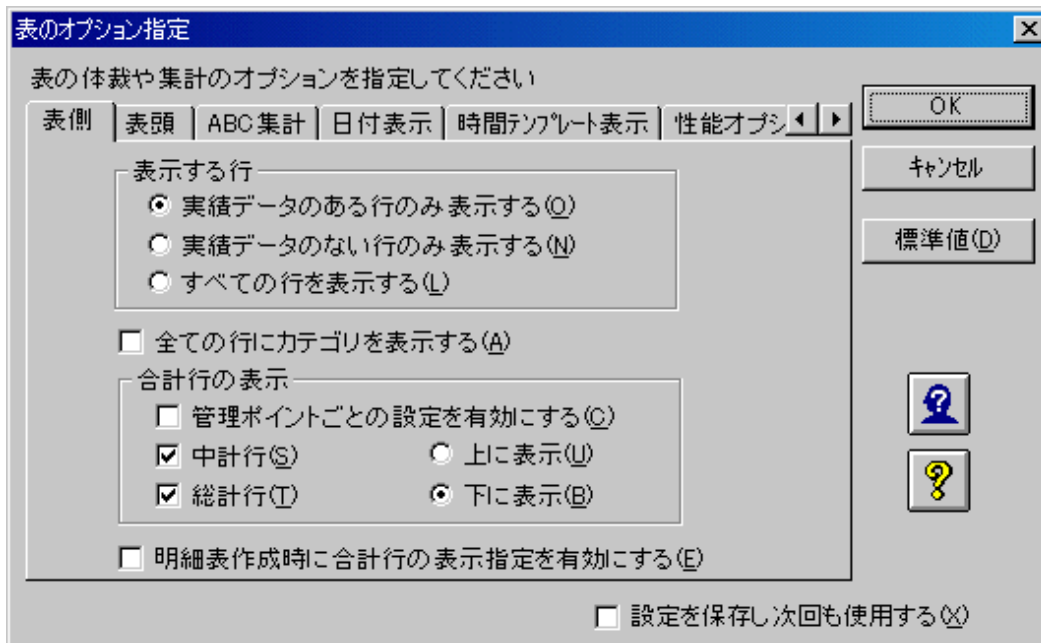 表のオプション指定
表の体裁や集計のオプションを指定してください
表側 表頭 ABC集計 日付表示 時間ﾃﾝﾌﾟﾚｰﾄ表示 性能オプシ
OK
キャンセル
標準値(D)
表示する行
実績データのある行のみ表示する(O)
実績データのない行のみ表示する(N)
すべての行を表示する(L)
全ての行にカテゴリを表示する(A)
合計行の表示
管理ポイントごとの設定を有効にする(C)
中計行(S) 上に表示(U)
総計行(T) 下に表示(B)
明細表作成時に合計行の表示指定を有効にする(E)
設定を保存し次回も使用する(X)